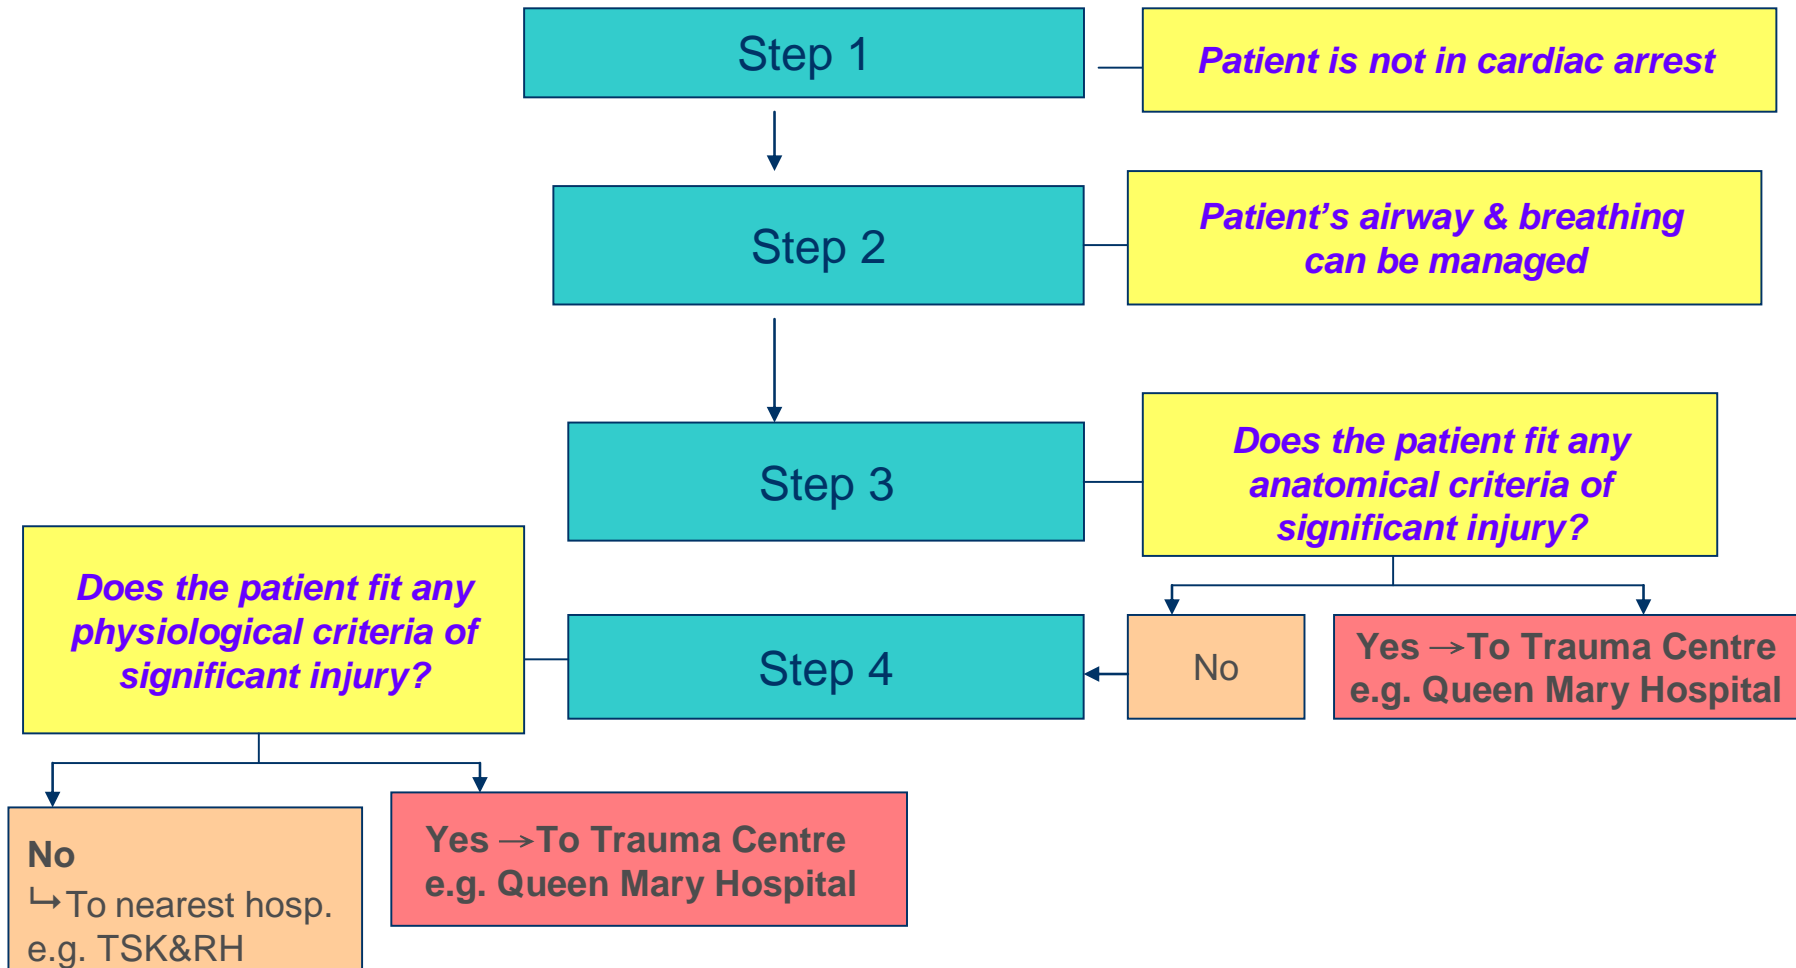 Step 1
Patient is not in cardiac arrest
Step 2
Patient’s airway & breathing
can be managed
Step 3
Does the patient fit any
anatomical criteria of
significant injury?
No
Yes →To Trauma Centre
e.g. Queen Mary Hospital
Step 4
Does the patient fit any
physiological criteria of
significant injury?
No
↳To nearest hosp.
e.g. TSK&RH
Yes →To Trauma Centre
e.g. Queen Mary Hospital